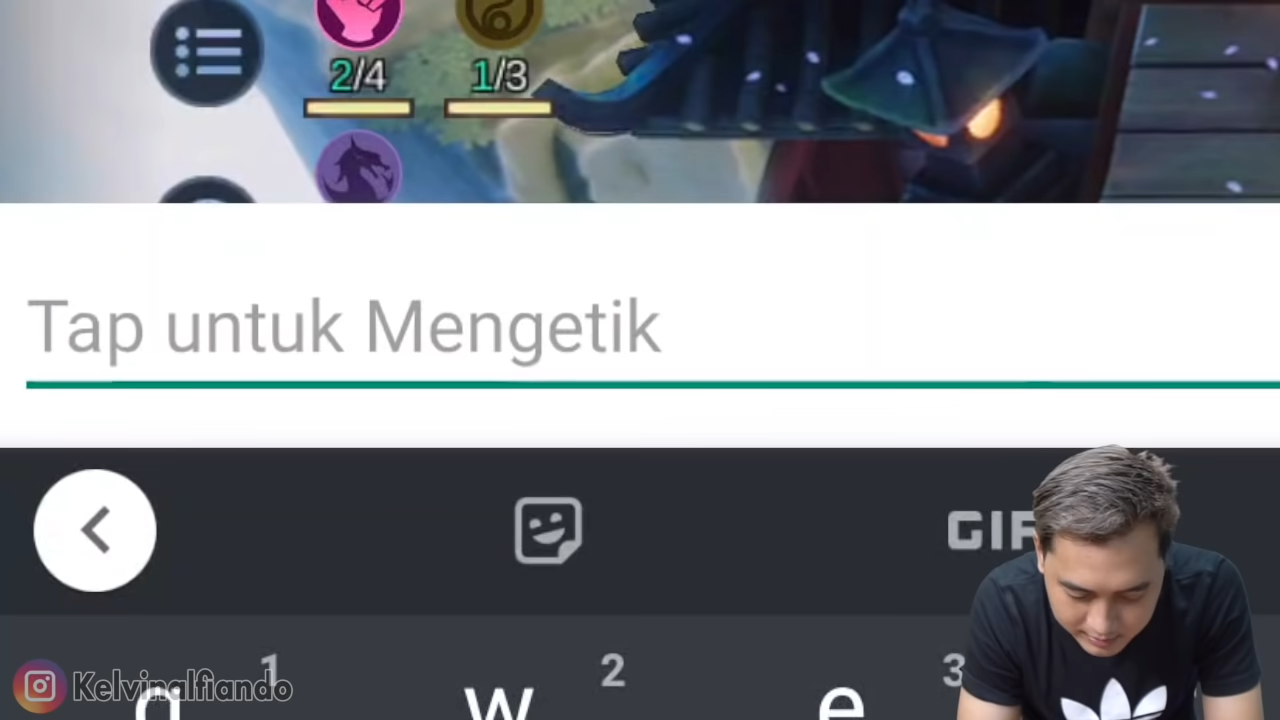 2/4 1/3
Tap untuk Mengetik
GIF
1 2 3
q w e
Kelvinalfiando